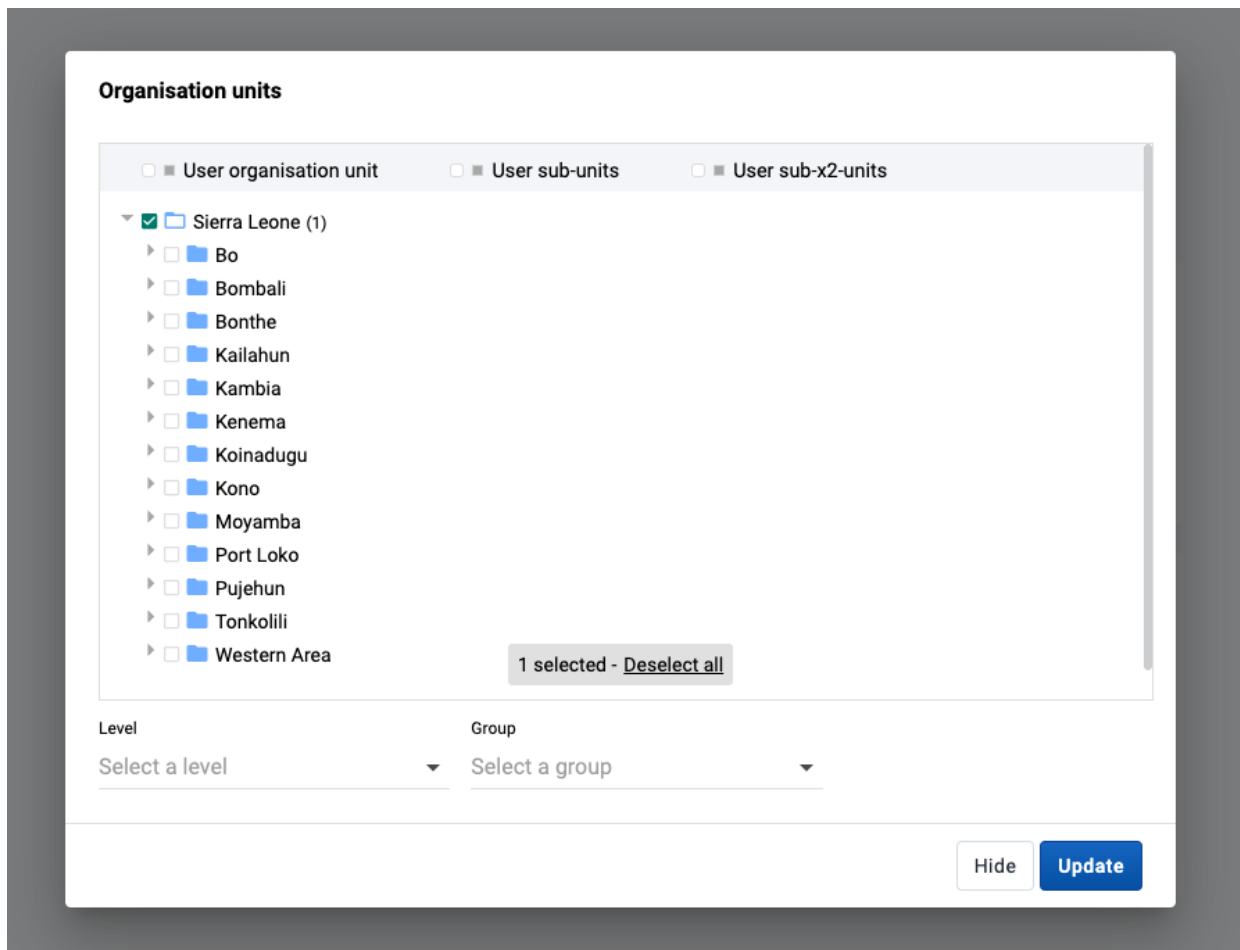 Organisation units
User organisation unit User sub-units User sub-x2-units
Sierra Leone (1)
Bo
Bombali
Bonthe
Kailahun
Kambia
Kenema
Koinadugu
Kono
Moyamba
Port Loko
Pujehun
Tonkolili
Western Area
1 selected - Deselect all
Level Group
Select a level Select a group
Hide Update